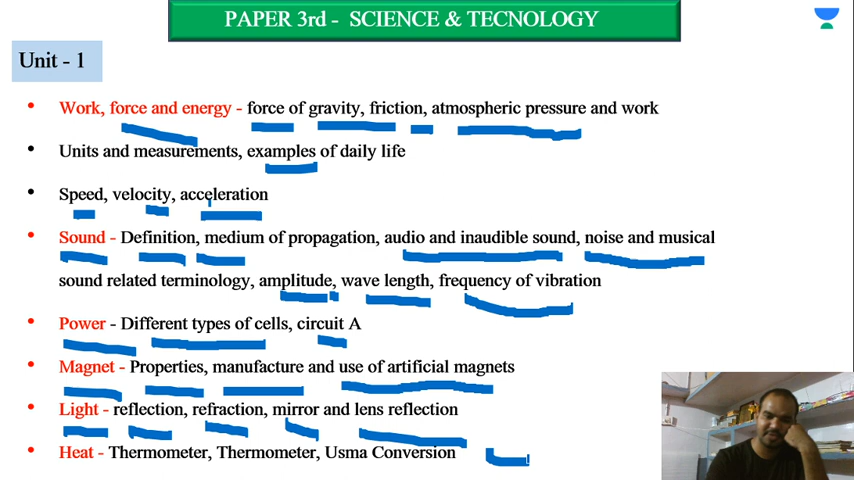 PAPER 3rd - SCIENCE & TECNOLOGY
Unit - 1
• Work, force and energy - force of gravity, friction, atmospheric pressure and work
• Units and measurements, examples of daily life
• Speed, velocity, acceleration
• Sound - Definition, medium of propagation, audio and inaudible sound, noise and musical
sound related terminology, amplitude, wave length, frequency of vibration
• Power - Different types of cells, circuit A
• Magnet - Properties, manufacture and use of artificial magnets
• Light - reflection, refraction, mirror and lens reflection
• Heat - Thermometer, Thermometer, Usma Conversion